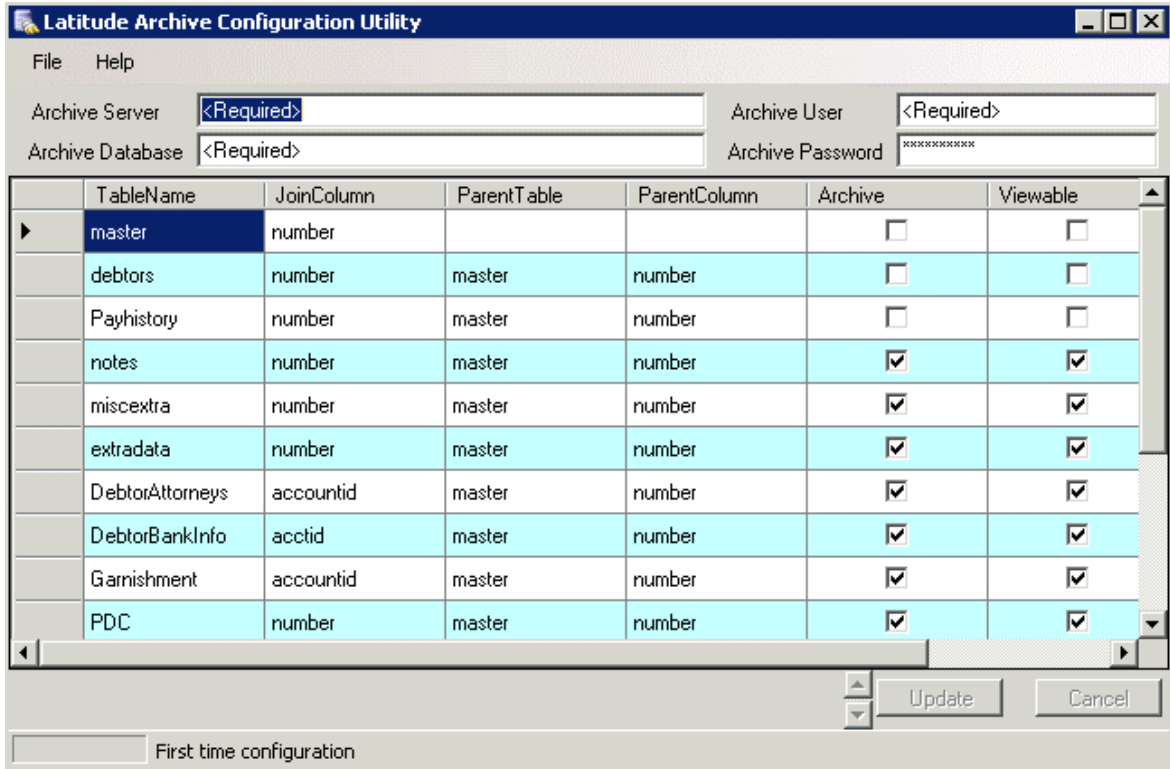 Latitude Archive Configuration Utility
File Help
Archive Server <Required> Archive User <Required>
Archive Database <Required> Archive Password **********
TableName JoinColumn ParentTable ParentColumn Archive Viewable
master number
debtors number master number
Payhistory number master number
notes number master number
miscextra number master number
extradata number master number
DebtorAttorneys accountid master number
DebtorBankInfo acctid master number
Garnishment accountid master number
PDC number master number
Update Cancel
First time configuration